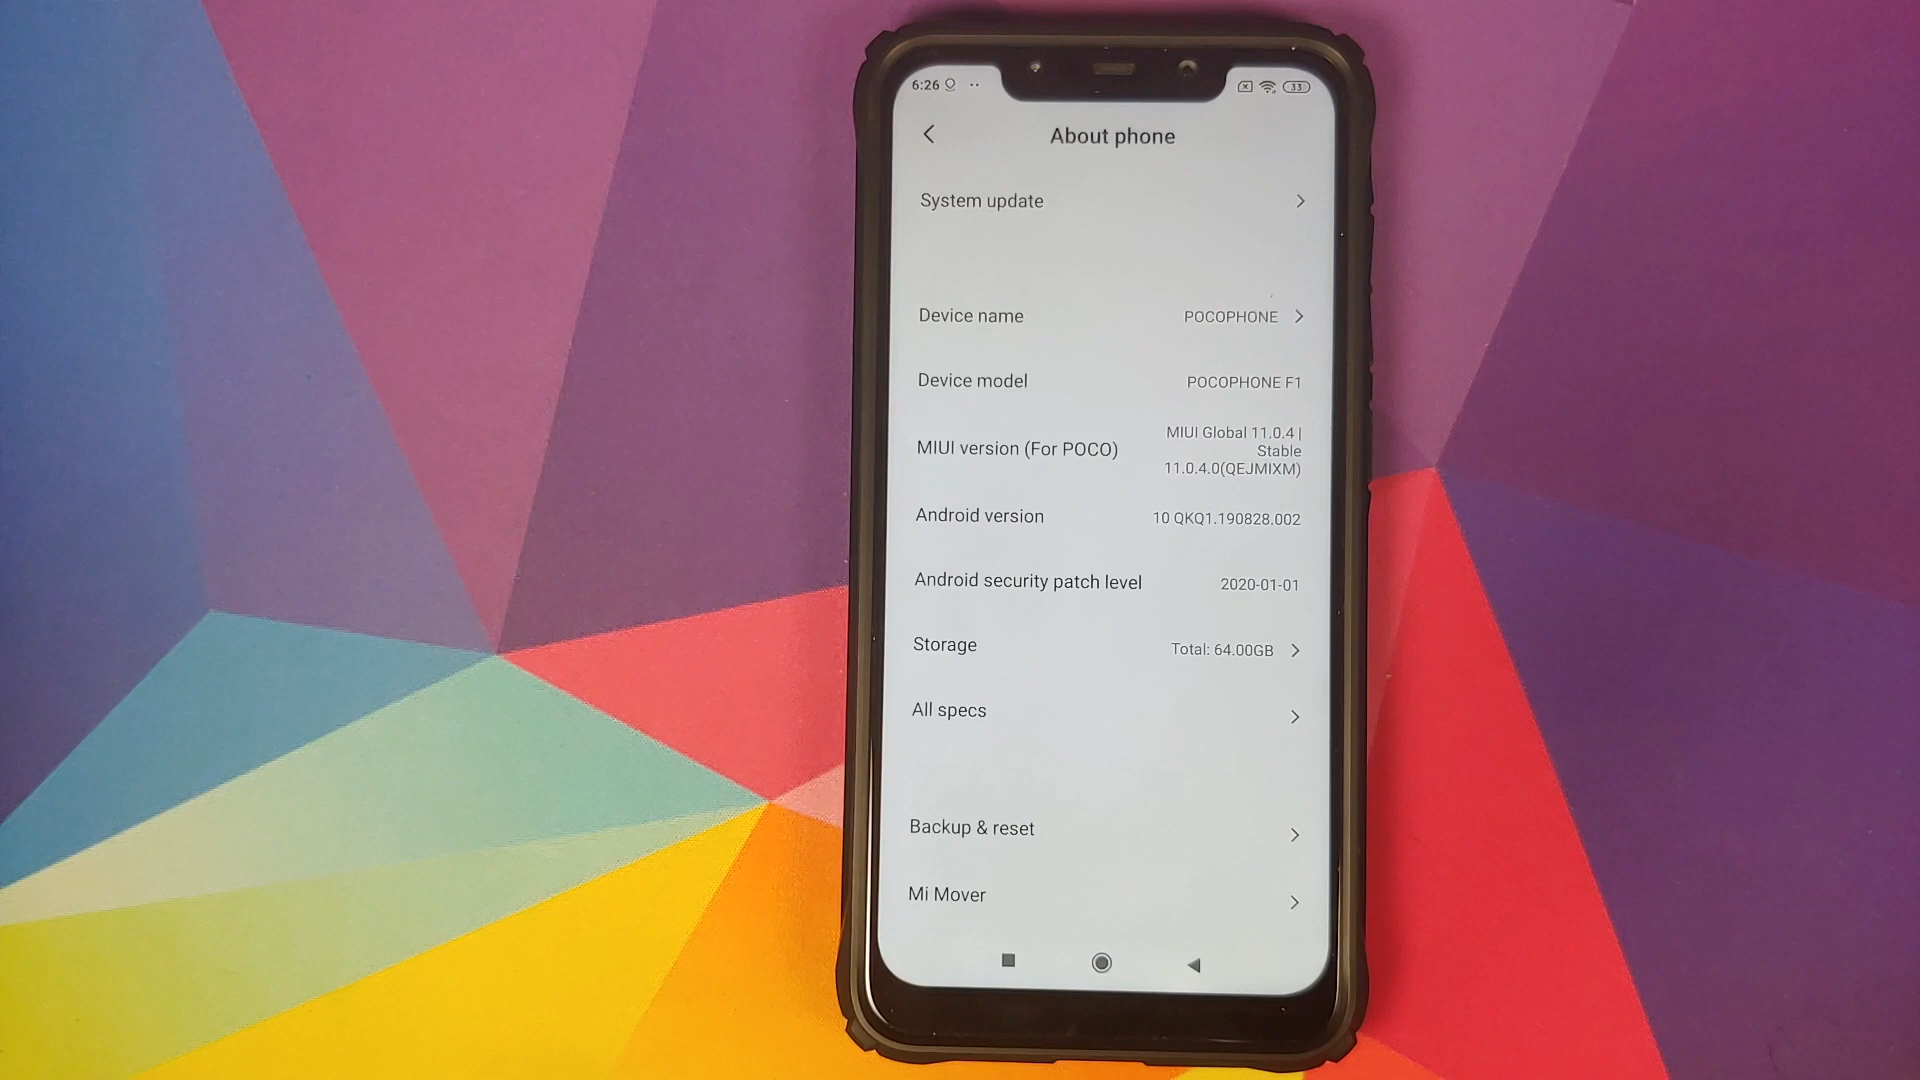 6:26
33
About phone
System update
Device name POCOPHONE
Device model POCOPHONE F1
MIUI version (For POCO) MIUI Global 11.0.4 |
Stable
11.0.4.0(QEJMIXM)
Android version 10 QKQ1.190828.002
Android security patch level 2020-01-01
Storage Total: 64.00GB
All specs
Backup & reset
Mi Mover